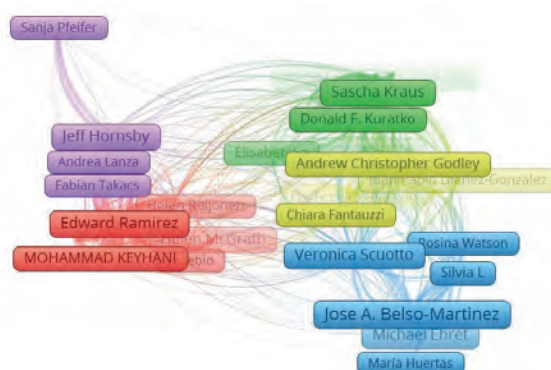 Sanja Pfeifer
Sascha Kraus
Donald F. Kuratko
Jeff Hornsby
Andrea Lanza
Andrew Christopher Godley
Fabian Takacs
Chiara Fantauzzi
Edward Ramirez
McGrath
MOHAMMAD KEYHANI
Veronica Scuotto
Rosina Watson
Silvia L
Jose A. Belso-Martinez
Michael Ehret
María Huertas